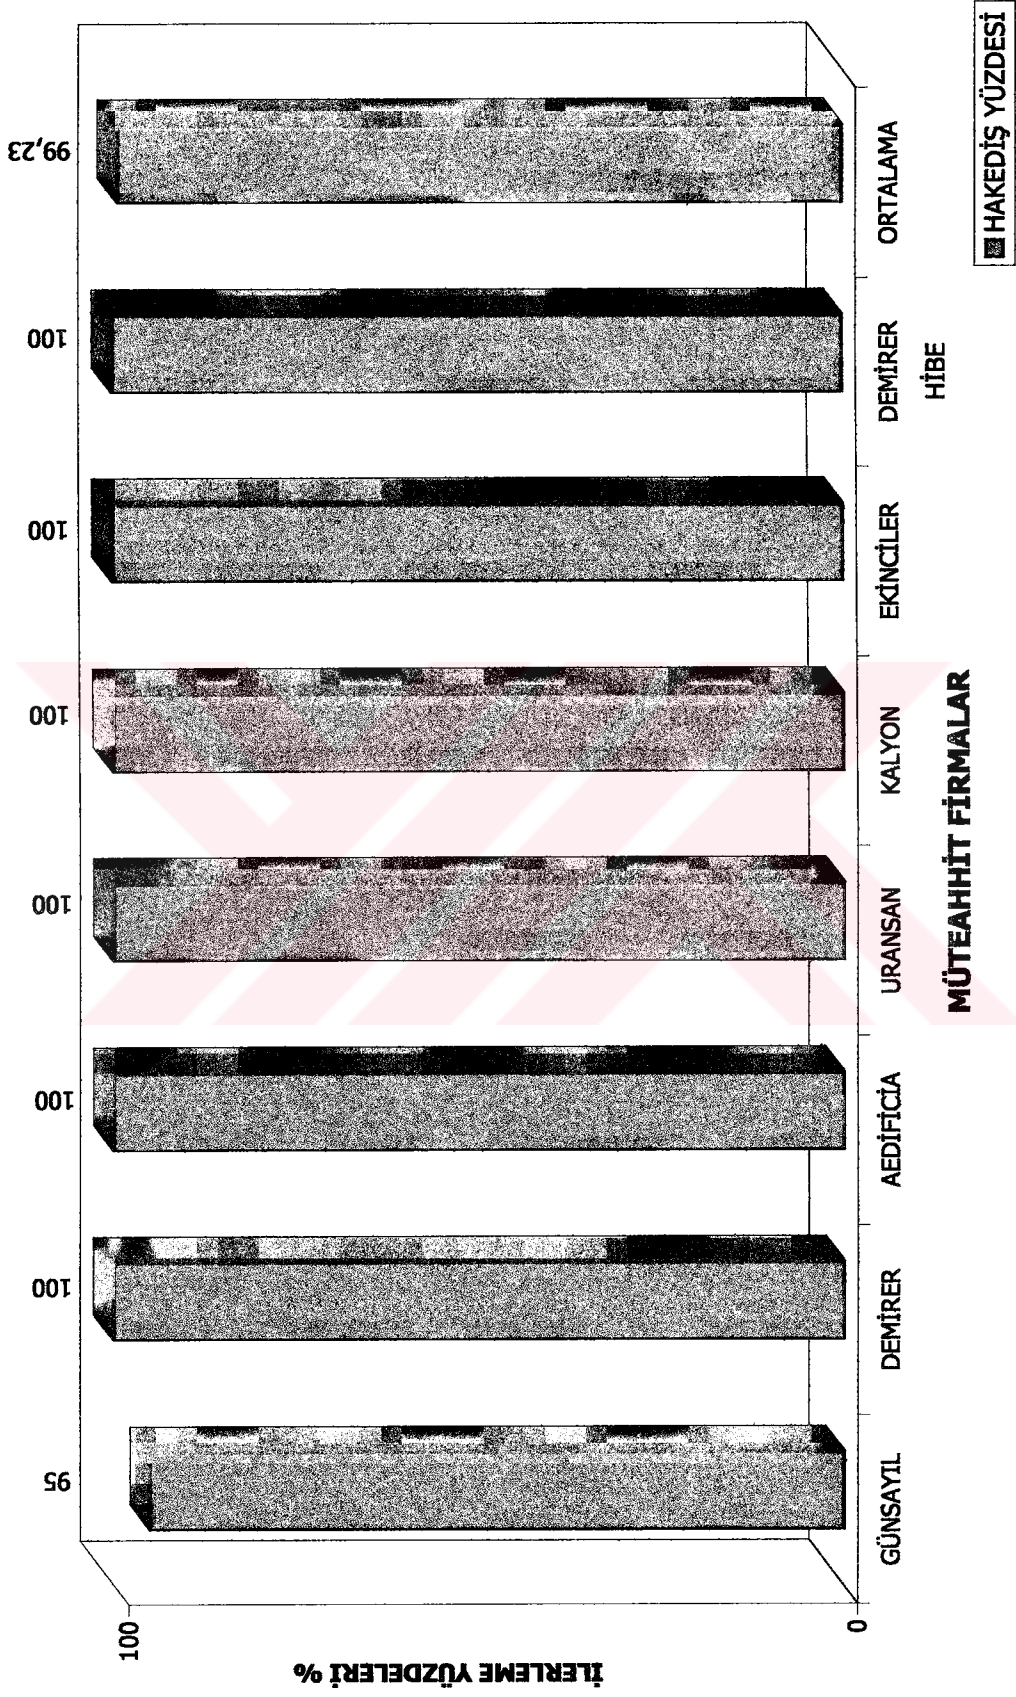 İLERLEME YÜZDELERİ %
100
0
95
100
100
100
100
100
100
99,23
GÜNSAYIL
DEMİRER
AEDİFİCİA
URANSAN
KALYON
EKİNCİLER
DEMİRER
HİBE
ORTALAMA
MÜTEAHHİT FİRMALAR
HAKEDİŞ YÜZDESİ